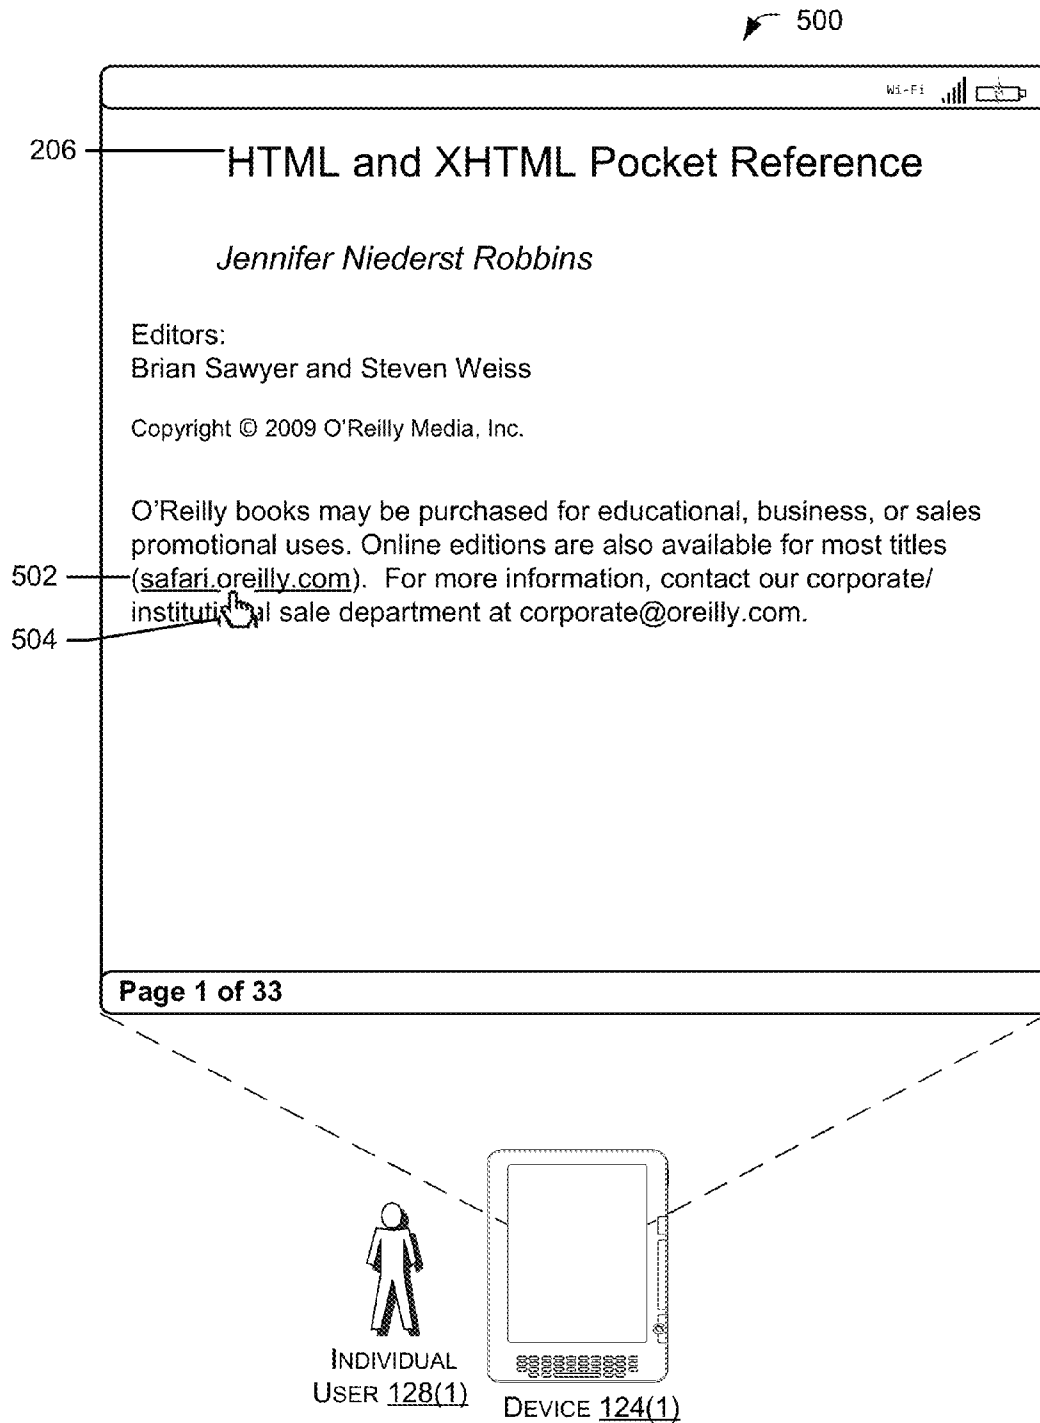 500
Wi-Fi
206
HTML and XHTML Pocket Reference
Jennifer Niederst Robbins
Editors:
Brian Sawyer and Steven Weiss
Copyright © 2009 O'Reilly Media, Inc.
O'Reilly books may be purchased for educational, business, or sales
promotional uses. Online editions are also available for most titles
502
(safari.oreilly.com).  For more information, contact our corporate/
institutional sale department at corporate@oreilly.com.
504
Page 1 of 33
INDIVIDUAL
USER 128(1)
DEVICE 124(1)